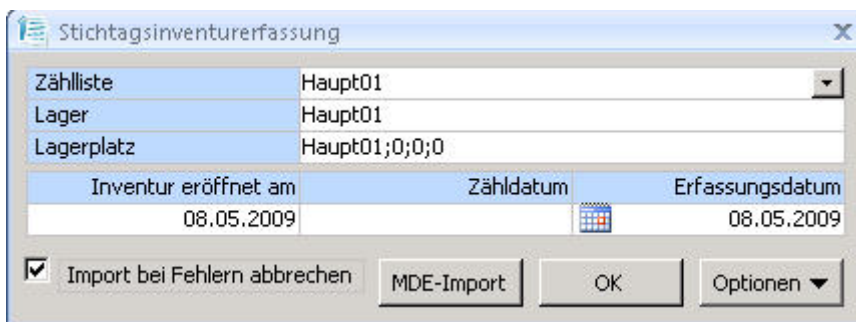 Stichtagsinventurerfassung
Zählliste Haupt01
Lager Haupt01
Lagerplatz Haupt01;0;0;0
Inventur eröffnet am Zähldatum Erfassungsdatum
08.05.2009 08.05.2009
Import bei Fehlern abbrechen MDE-Import OK Optionen